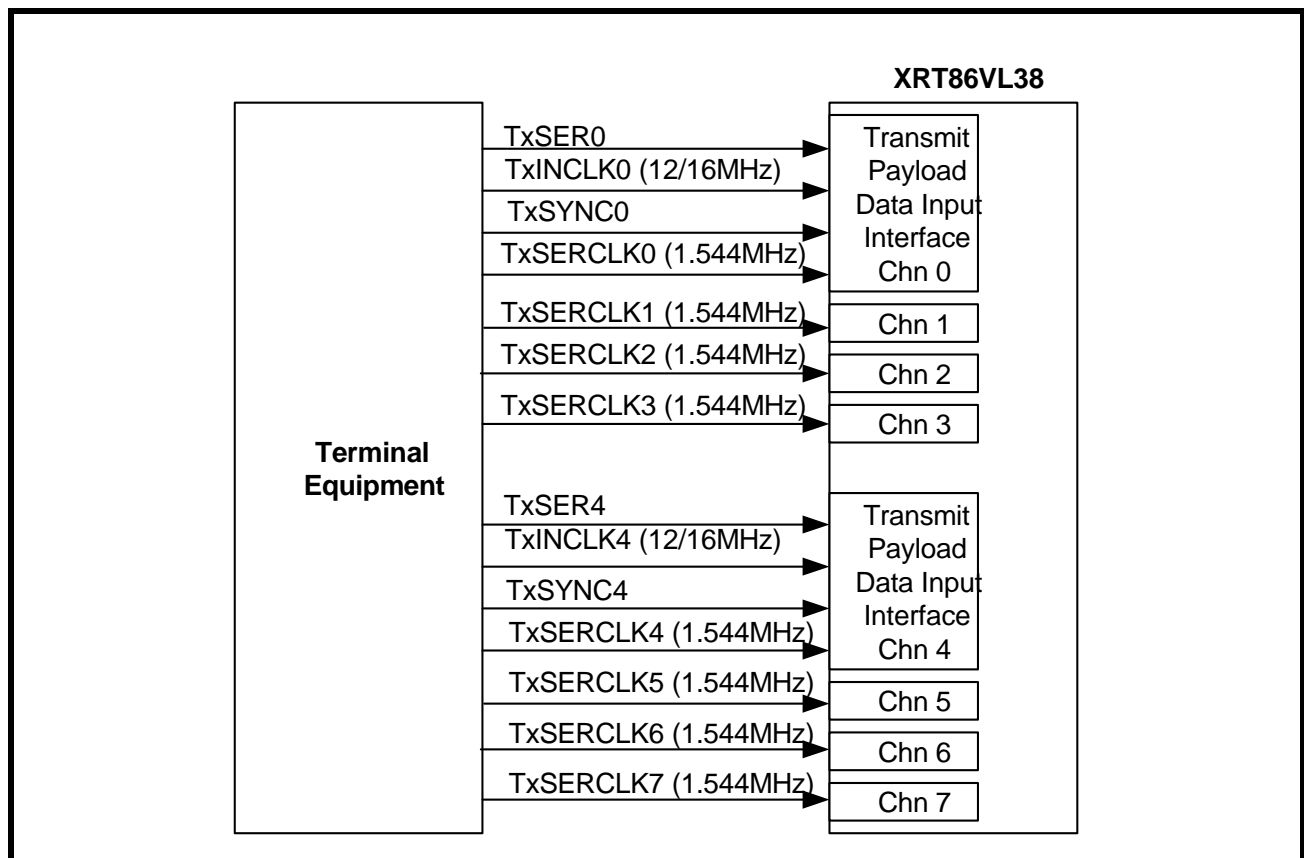 XRT86VL38
Terminal
Equipment
TxSER0
TxINCLK0 (12/16MHz)
TxSYNC0
TxSERCLK0 (1.544MHz)
TxSERCLK1 (1.544MHz)
TxSERCLK2 (1.544MHz)
TxSERCLK3 (1.544MHz)
TxSER4
TxINCLK4 (12/16MHz)
TxSYNC4
TxSERCLK4 (1.544MHz)
TxSERCLK5 (1.544MHz)
TxSERCLK6 (1.544MHz)
TxSERCLK7 (1.544MHz)
Transmit
Payload
Data Input
Interface
Chn 0
Chn 1
Chn 2
Chn 3
Transmit
Payload
Data Input
Interface
Chn 4
Chn 5
Chn 6
Chn 7